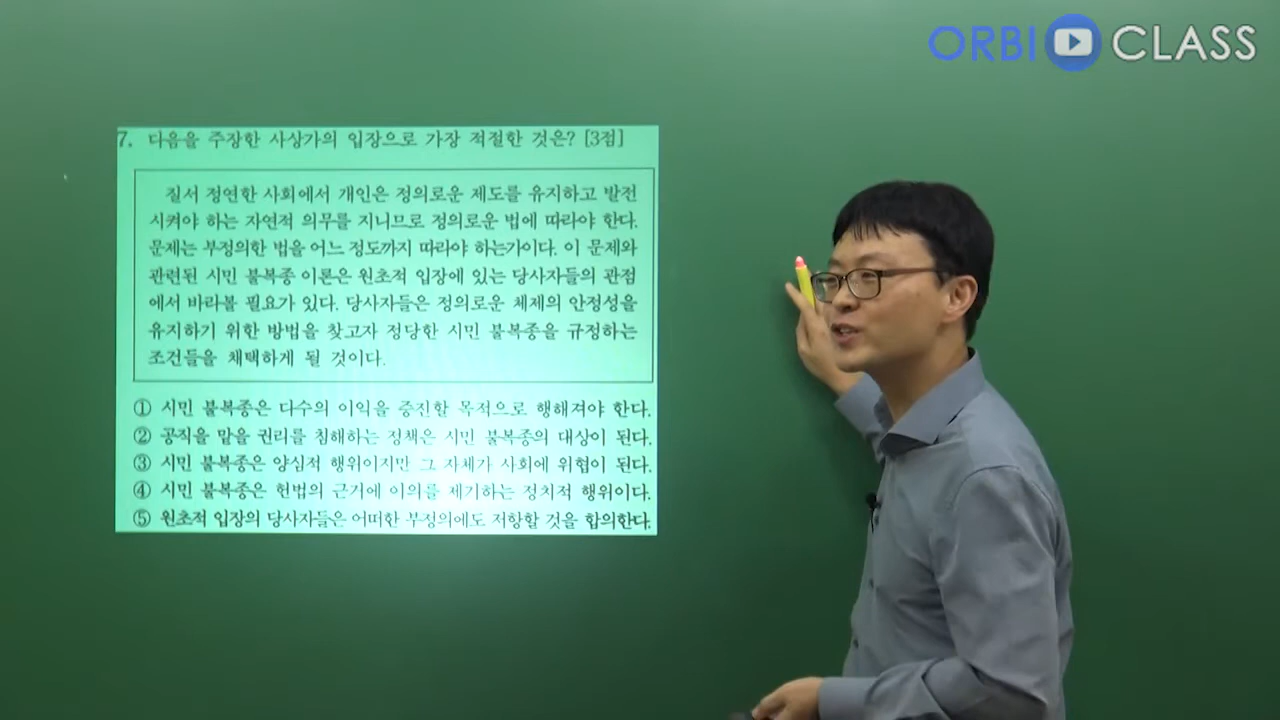 ORBI CLASS
7. 다음을 주장한 사상가의 입장으로 가장 적절한 것은? [3점]
질서 정연한 사회에서 개인은 정의로운 제도를 유지하고 발전
시켜야 하는 자연적 의무를 지니므로 정의로운 법에 따라야 한다.
문제는 부정의한 법을 어느 정도까지 따라야 하는가이다. 이 문제와
관련된 시민 불복종 이론은 원초적 입장에 있는 당사자들의 관점
에서 바라볼 필요가 있다. 당사자들은 정의로운 체제의 안정성을
유지하기 위한 방법을 찾고자 정당한 시민 불복종을 규정하는
조건들을 채택하게 될 것이다.
① 시민 불복종은 다수의 이익을 증진할 목적으로 행해져야 한다.
② 공직을 맡을 권리를 침해하는 정책은 시민 불복종의 대상이 된다.
③ 시민 불복종은 양심적 행위이지만 그 자체가 사회에 위협이 된다.
④ 시민 불복종은 헌법의 근거에 이의를 제기하는 정치적 행위이다.
⑤ 원초적 입장의 당사자들은 어떠한 부정의에도 저항할 것을 합의한다.